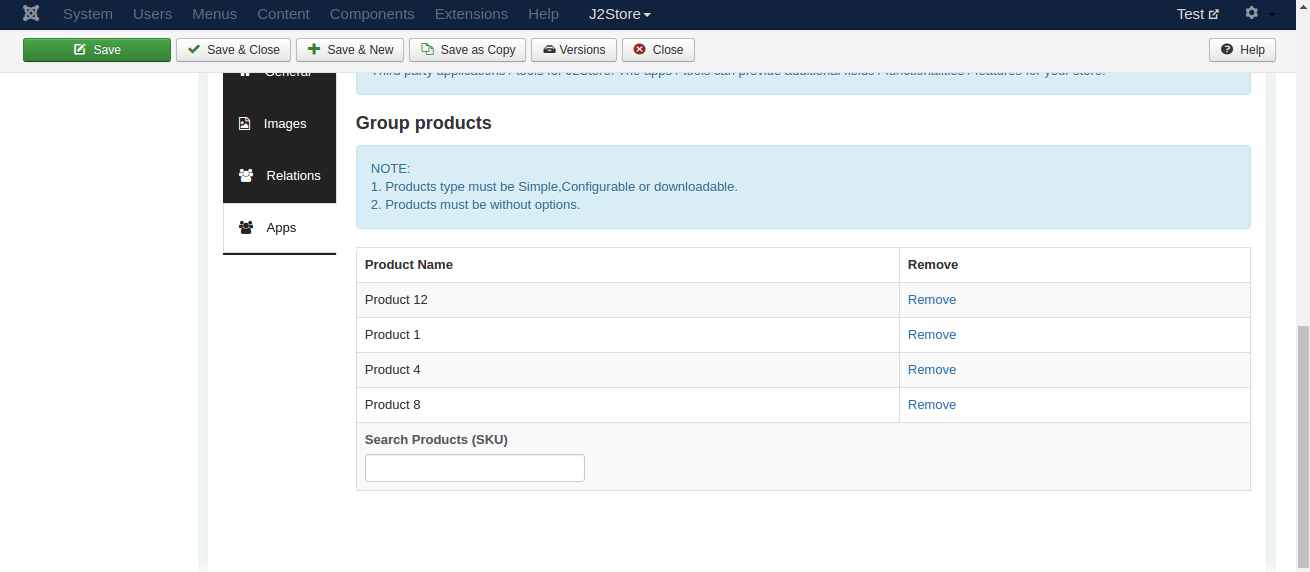 System Users Menus Content Components Extensions Help J2Store Test
Save Save & Close Save & New Save as Copy Versions Close Help
General
Third party applications / tools for J2Store. The apps / tools can provide additional fields / functionalities / features for your store.
Images
Relations
Apps
Group products
NOTE:
1. Products type must be Simple,Configurable or downloadable.
2. Products must be without options.
Product Name Remove
Product 12 Remove
Product 1 Remove
Product 4 Remove
Product 8 Remove
Search Products (SKU)